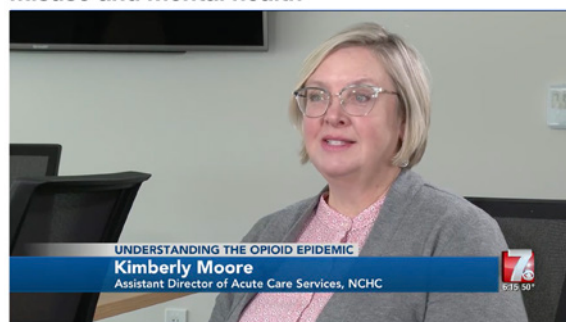 UNDERSTANDING THE OPIOID EPIDEMIC
Kimberly Moore
Assistant Director of Acute Care Services, NCHC
7
6:15 50°